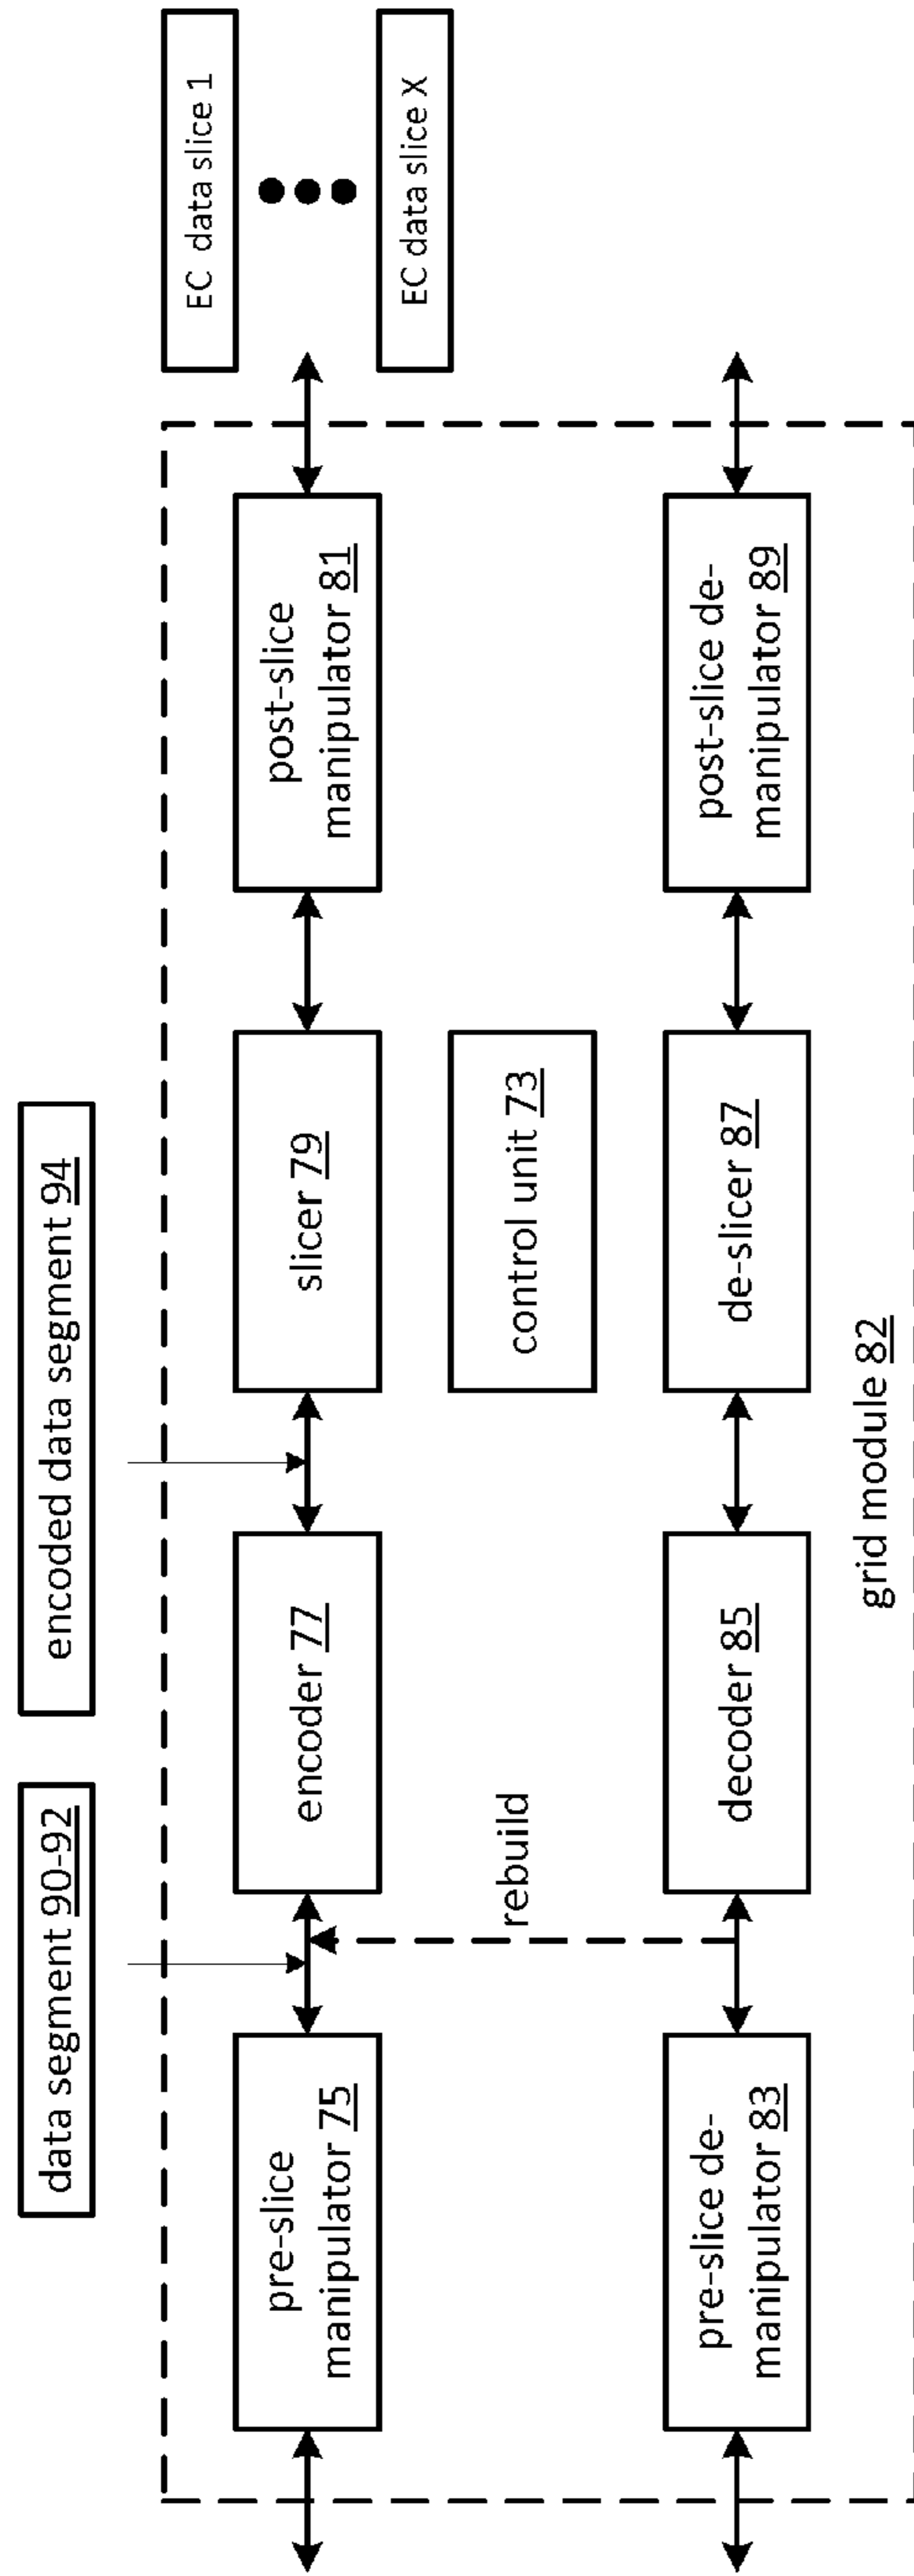 data segment 90-92
encoded data segment 94
EC data slice 1
EC data slice X
pre-slice
manipulator 75
encoder 77
slicer 79
post-slice
manipulator 81
rebuild
control unit 73
pre-slice de-
manipulator 83
decoder 85
de-slicer 87
post-slice de-
manipulator 89
grid module 82